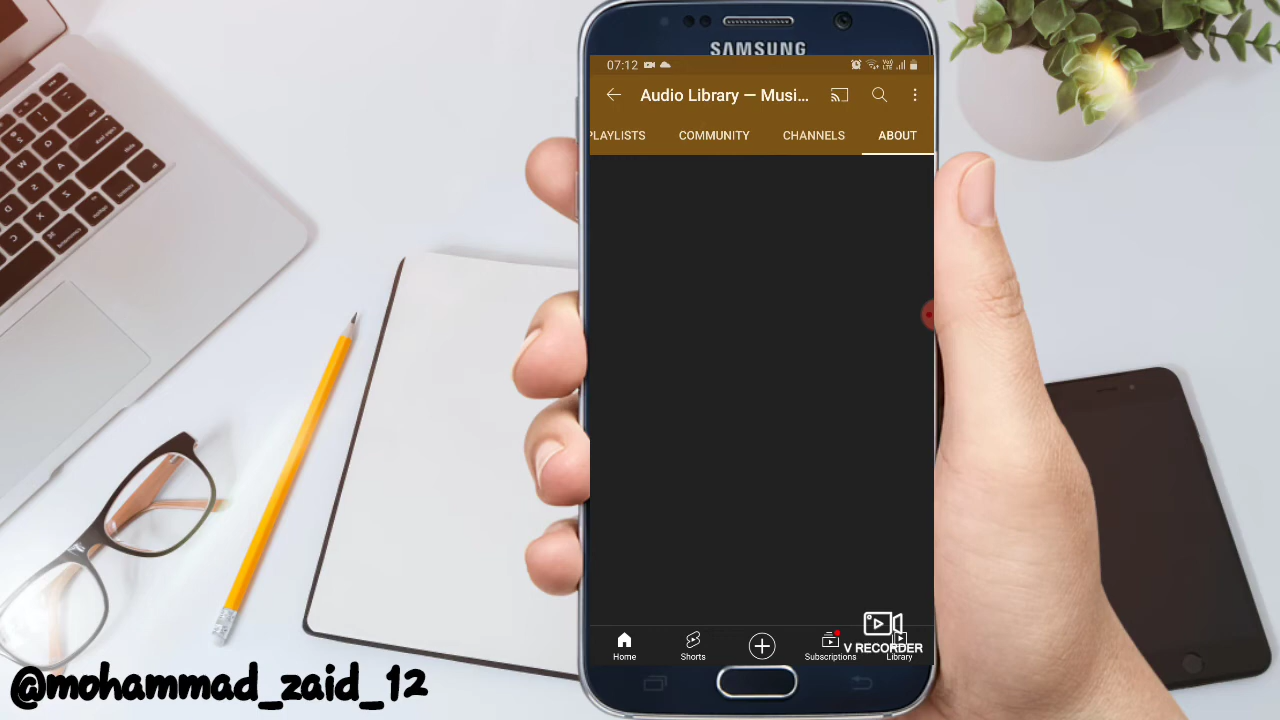 SAMSUNG
07:12
Audio Library — Musi...
PLAYLISTS COMMUNITY CHANNELS ABOUT
Home Shorts Subscriptions Library
V RECORDER
@mohammad_zaid_12